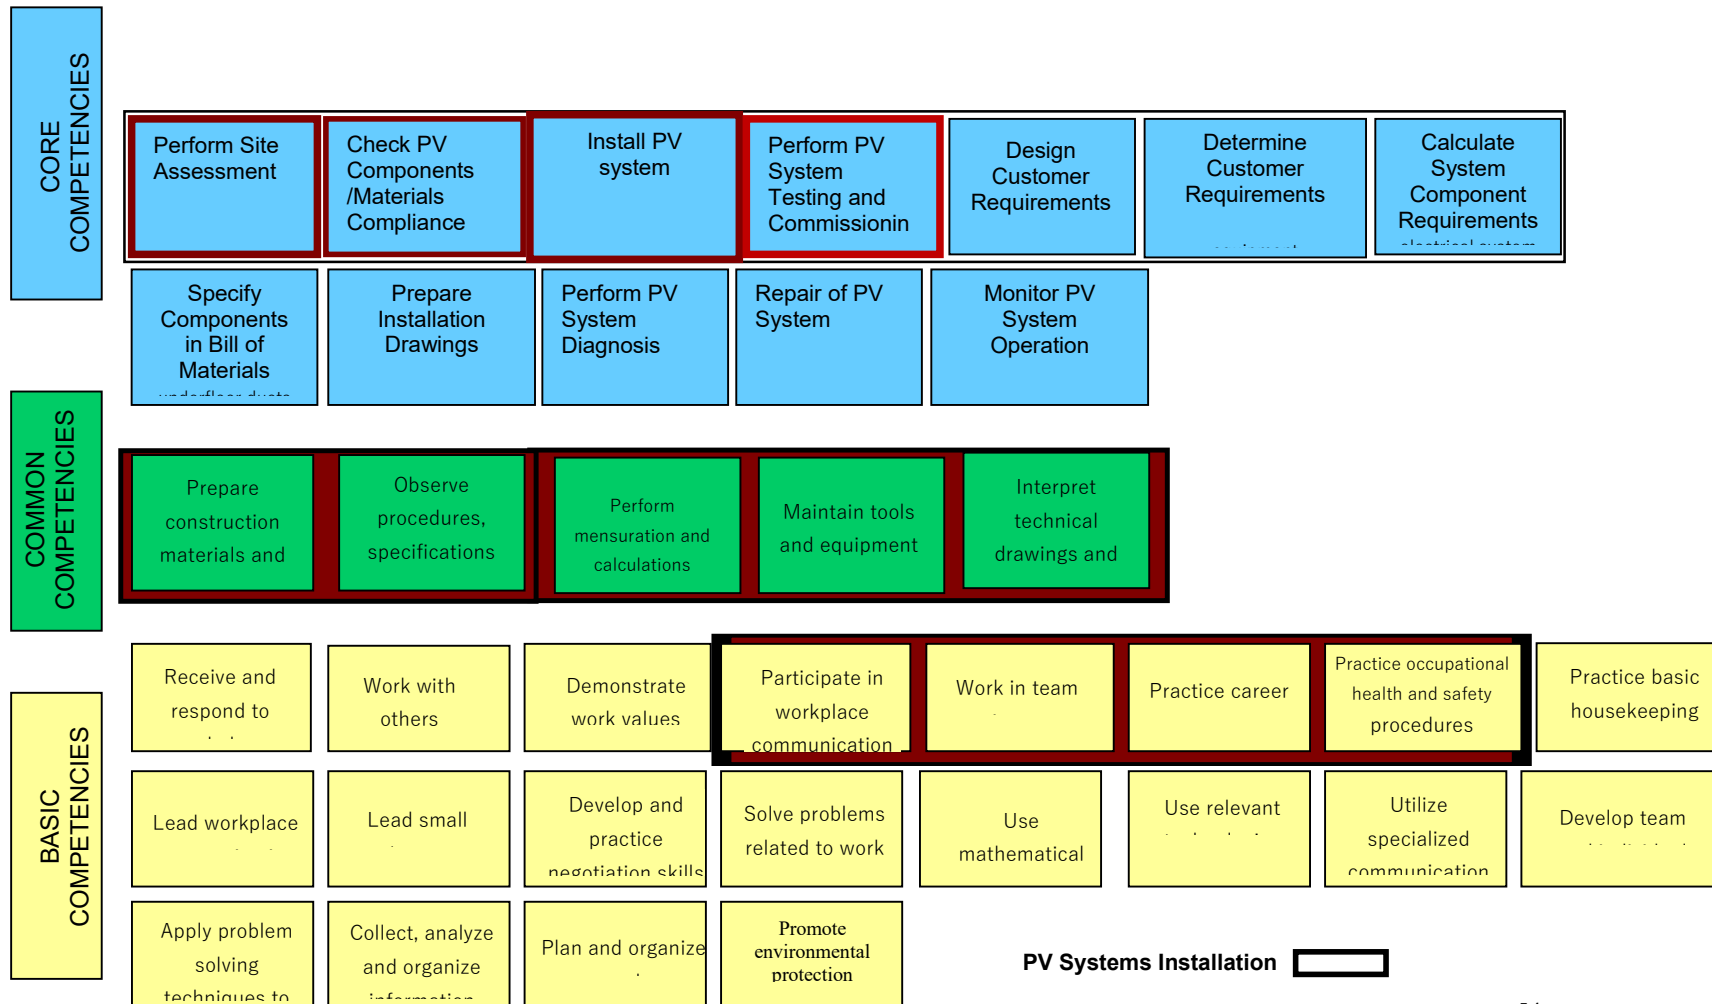 CORE
COMPETENCIES
Perform Site
Assessment
Check PV
Components
/Materials
Compliance
Install PV
system
Perform PV
System
Testing and
Commissionin
Design
Customer
Requirements
Determine
Customer
Requirements
Calculate
System
Component
Requirements
electrical system
Specify
Components
in Bill of
Materials
underfloor ducts
Prepare
Installation
Drawings
Perform PV
System
Diagnosis
Repair of PV
System
Monitor PV
System
Operation
COMMON
COMPETENCIES
Prepare
construction
materials and
Observe
procedures,
specifications
Perform
mensuration and
calculations
Maintain tools
and equipment
Interpret
technical
drawings and
BASIC
COMPETENCIES
Receive and
respond to
Work with
others
Demonstrate
work values
Participate in
workplace
communication
Work in team
Practice career
Practice occupational
health and safety
procedures
Practice basic
housekeeping
Lead workplace
Lead small
Develop and
practice
negotiation skills
Solve problems
related to work
Use
mathematical
Use relevant
Utilize
specialized
communication
Develop team
Apply problem
solving
techniques to
Collect, analyze
and organize
information
Plan and organize
Promote
environmental
protection
PV Systems Installation